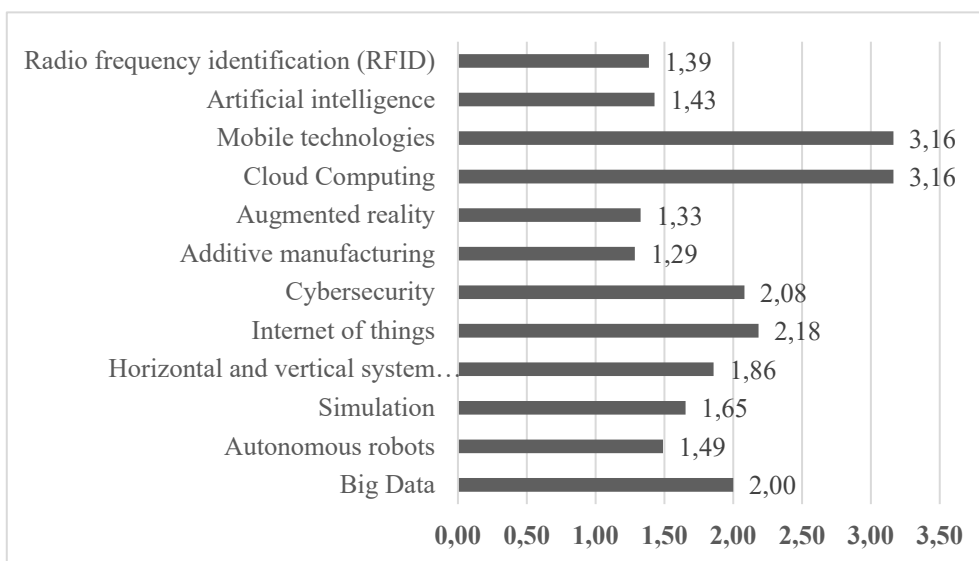 Radio frequency identification (RFID) 1,39
Artificial intelligence 1,43
Mobile technologies 3,16
Cloud Computing 3,16
Augmented reality 1,33
Additive manufacturing 1,29
Cybersecurity 2,08
Internet of things 2,18
Horizontal and vertical system… 1,86
Simulation 1,65
Autonomous robots 1,49
Big Data 2,00
0,00 0,50 1,00 1,50 2,00 2,50 3,00 3,50